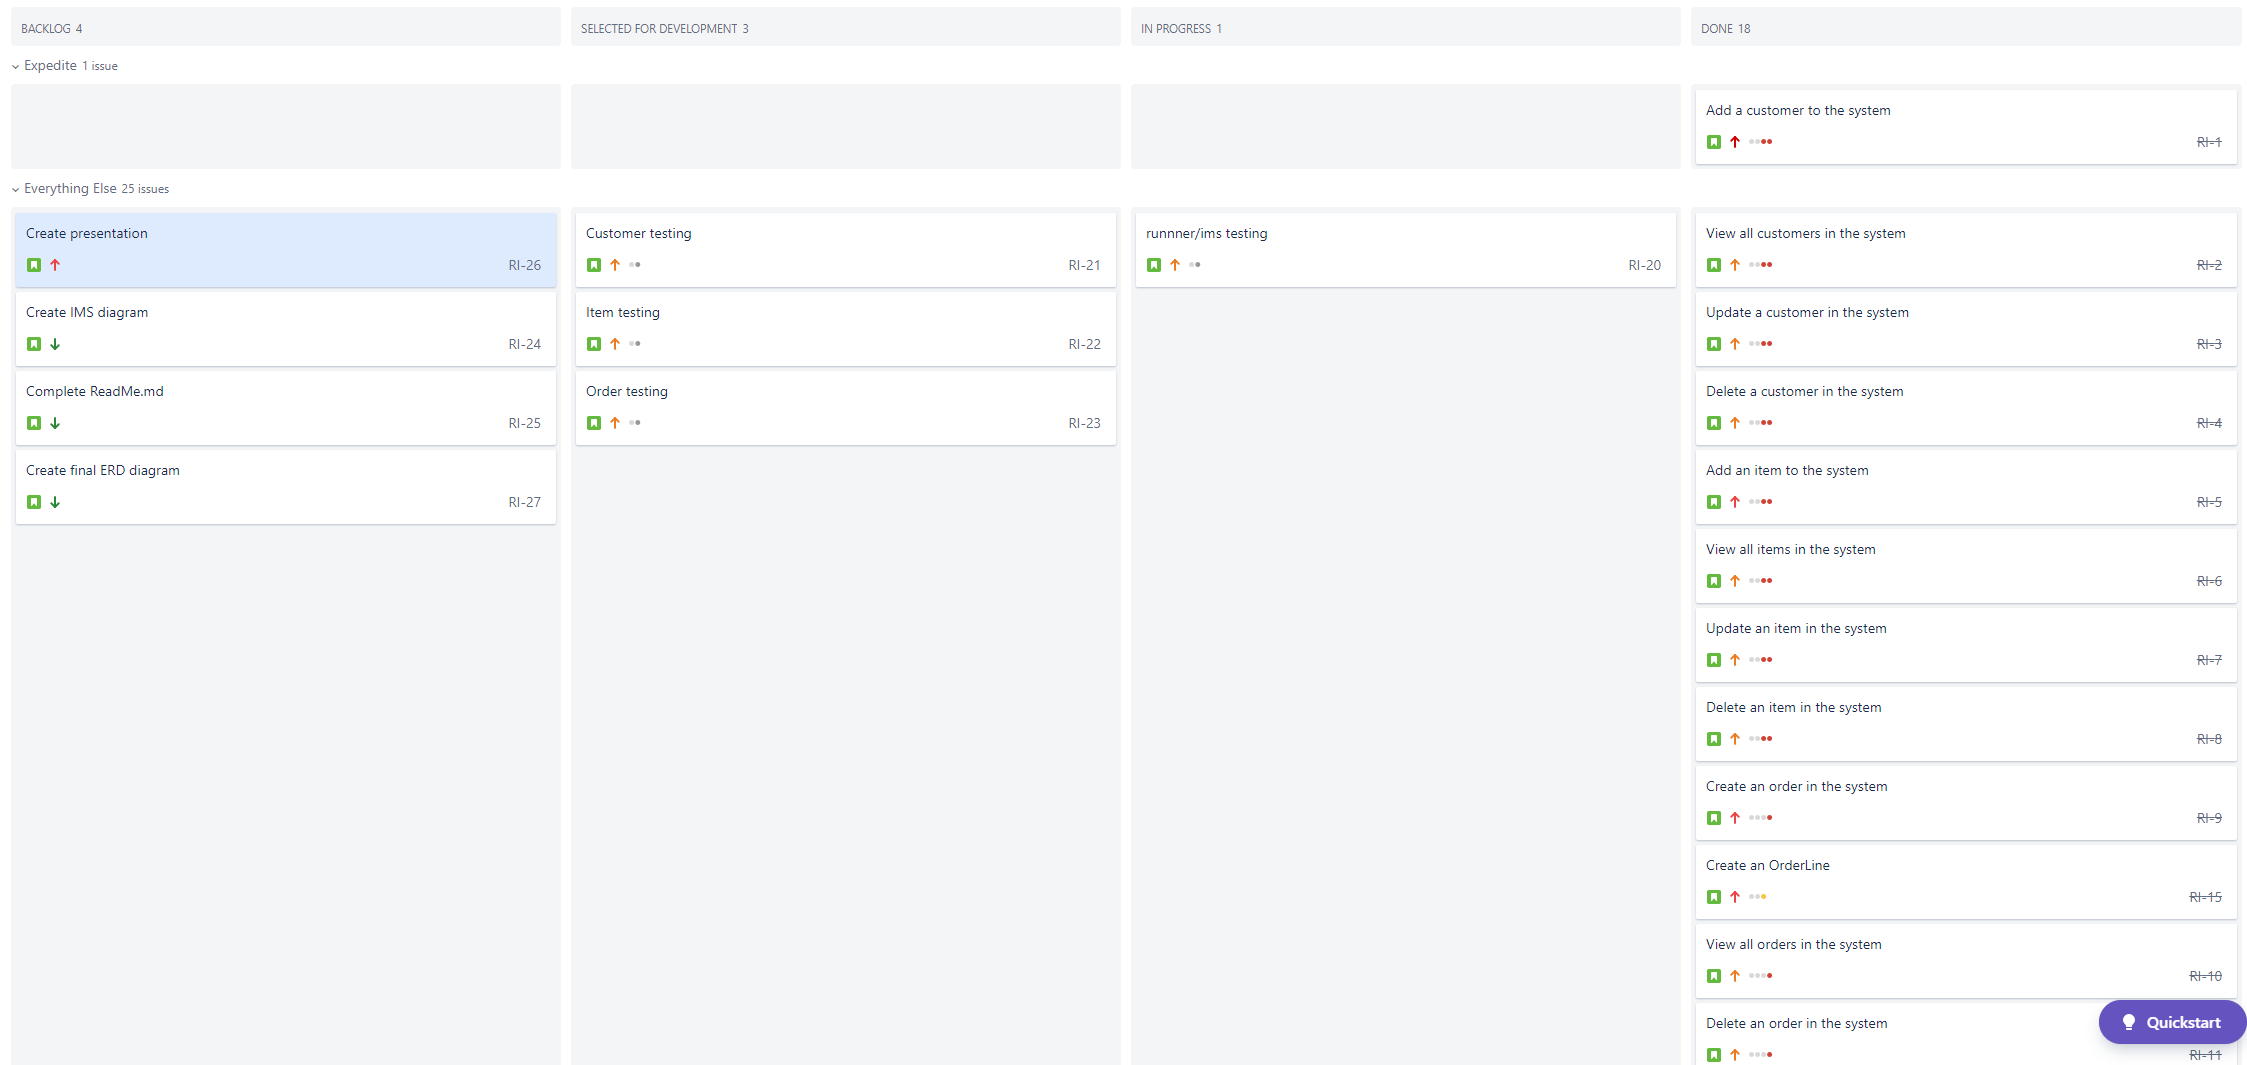 BACKLOG 4
SELECTED FOR DEVELOPMENT 3
IN PROGRESS 1
DONE 18
Expedite 1 issue
Add a customer to the system
RI-1
Everything Else 25 issues
Create presentation
RI-26
Create IMS diagram
RI-24
Complete ReadMe.md
RI-25
Create final ERD diagram
RI-27
Customer testing
RI-21
Item testing
RI-22
Order testing
RI-23
runnner/ims testing
RI-20
View all customers in the system
RI-2
Update a customer in the system
RI-3
Delete a customer in the system
RI-4
Add an item to the system
RI-5
View all items in the system
RI-6
Update an item in the system
RI-7
Delete an item in the system
RI-8
Create an order in the system
RI-9
Create an OrderLine
RI-15
View all orders in the system
RI-10
Delete an order in the system
RI-11
Quickstart